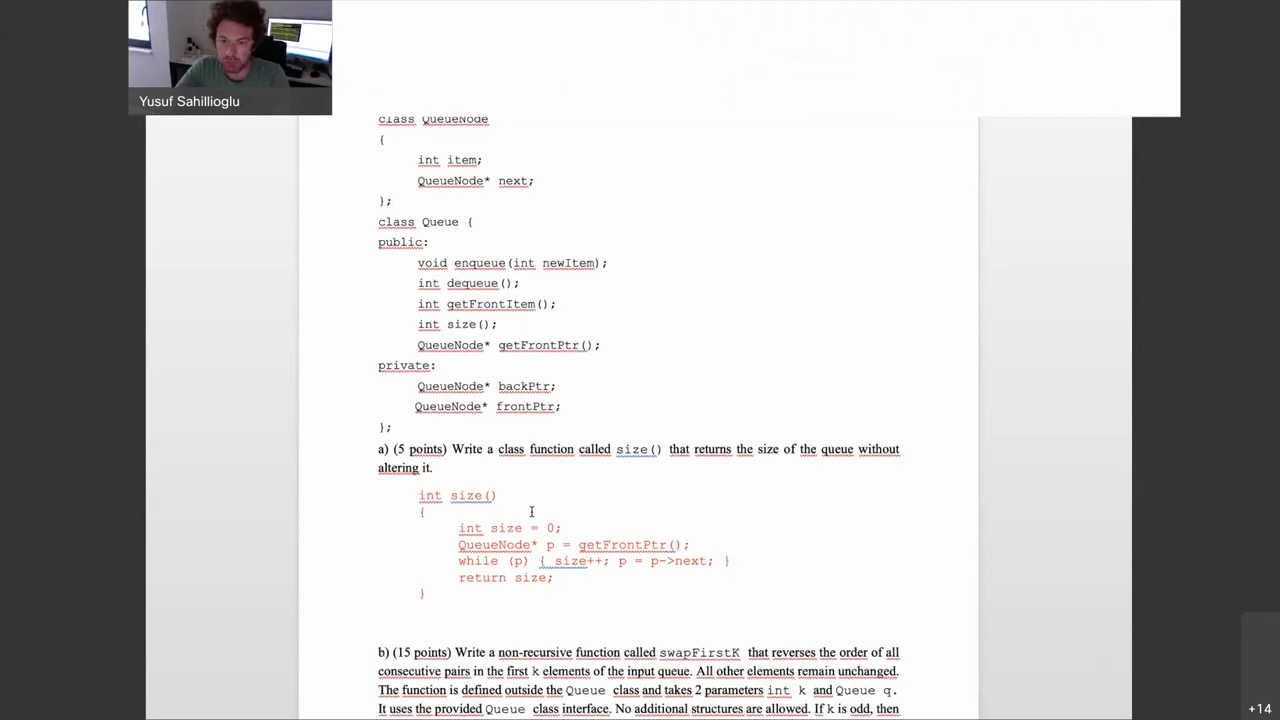 Yusuf Sahillioglu
class QueueNode
{
int item;
QueueNode* next;
};
class Queue {
public:
void enqueue(int newItem);
int dequeue();
int getFrontItem();
int size();
QueueNode* getFrontPtr();
private:
QueueNode* backPtr;
QueueNode* frontPtr;
};
a) (5 points) Write a class function called size() that returns the size of the queue without
altering it.
int size()
{
int size = 0;
QueueNode* p = getFrontPtr();
while (p) { size++; p = p->next; }
return size;
}
b) (15 points) Write a non-recursive function called swapFirstK that reverses the order of all
consecutive pairs in the first k elements of the input queue. All other elements remain unchanged.
The function is defined outside the Queue class and takes 2 parameters int k and Queue q.
It uses the provided Queue class interface. No additional structures are allowed. If k is odd, then
+14